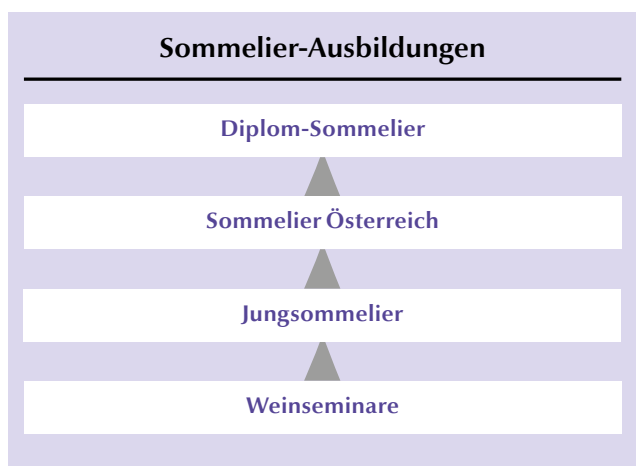 Sommelier-Ausbildungen
Diplom-Sommelier
Sommelier Österreich
Jungsommelier
Weinseminare